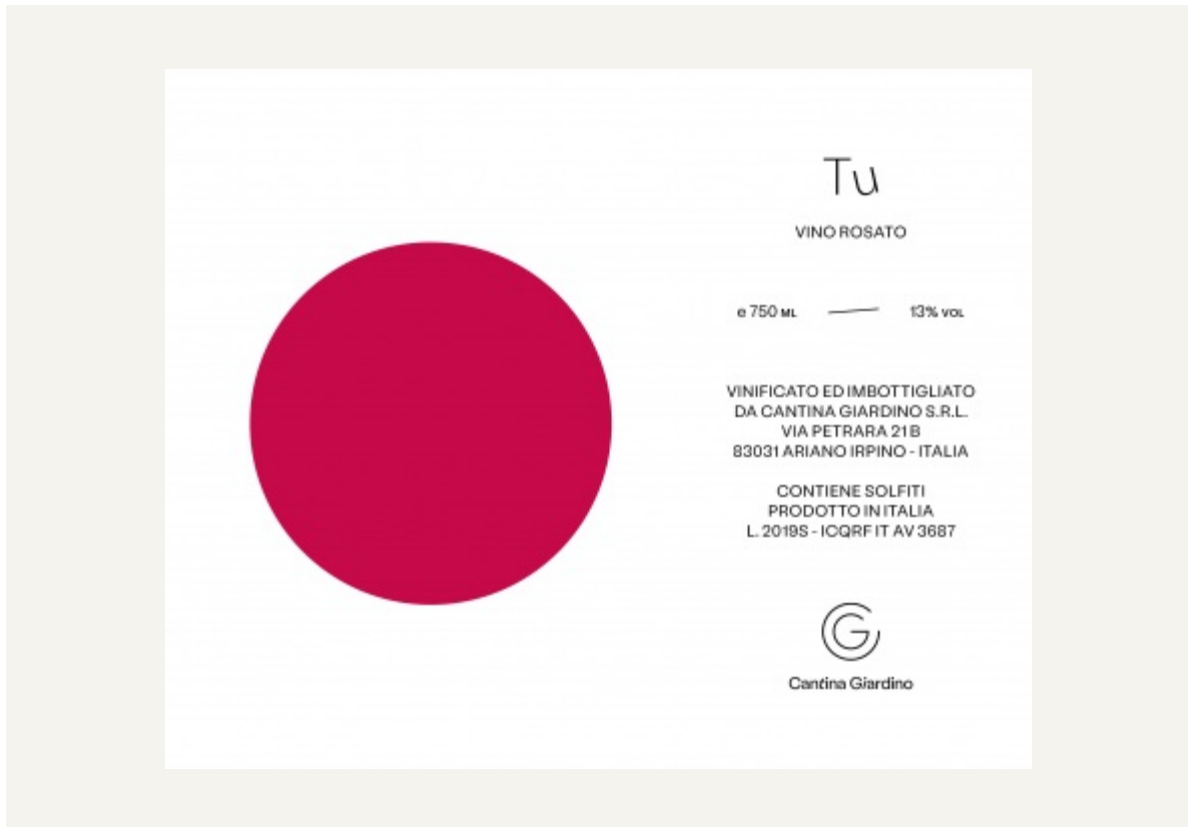 Tu
VINO ROSATO
e 750 ML 13% VOL
VINIFICATO ED IMBOTTIGLIATO
DA CANTINA GIARDINO S.R.L.
VIA PETRARA 21 B
83031 ARIANO IRPINO - ITALIA
CONTIENE SOLFITI
PRODOTTO IN ITALIA
L. 2019S - ICQRF IT AV 3687
CG
Cantina Giardino